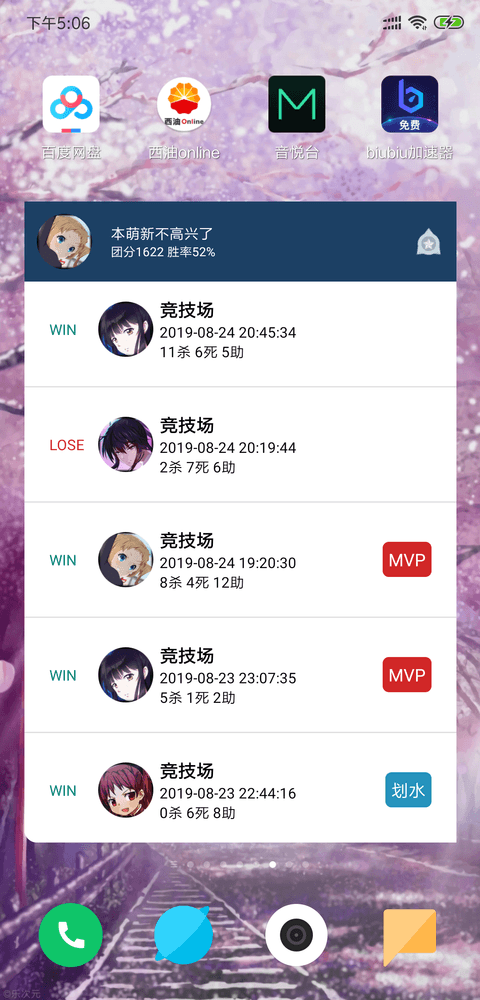 下午5:06
西油Online
免费
百度网盘
西油online
音悦台
biubiu加速器
本萌新不高兴了
团分1622 胜率52%
WIN
竞技场
2019-08-24 20:45:34
11杀 6死 5助
LOSE
竞技场
2019-08-24 20:19:44
2杀 7死 6助
WIN
竞技场
2019-08-24 19:20:30
8杀 4死 12助
MVP
WIN
竞技场
2019-08-23 23:07:35
5杀 1死 2助
MVP
WIN
竞技场
2019-08-23 22:44:16
0杀 6死 8助
划水